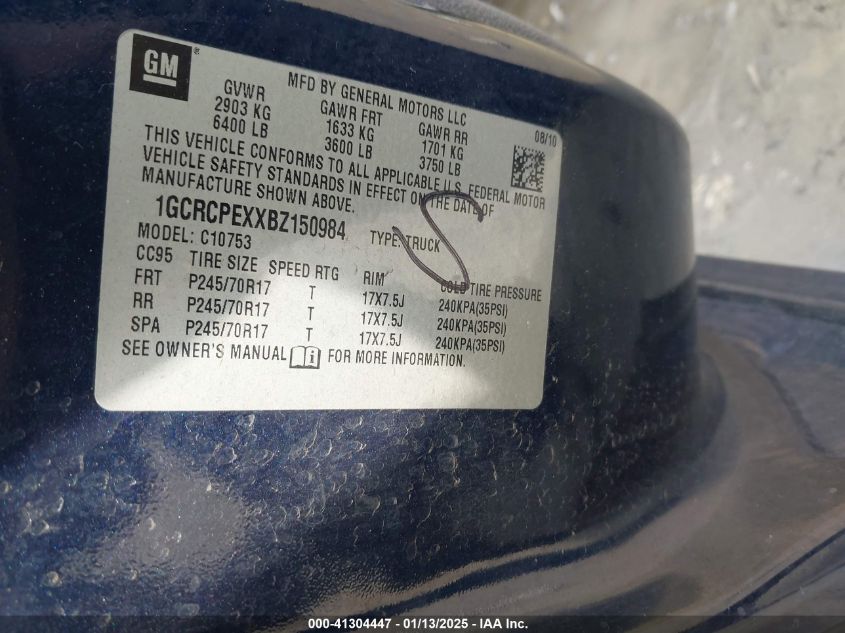 GM
MFD BY GENERAL MOTORS LLC
GVWR GAWR FRT GAWR RR 08/10
2903 KG 1633 KG 1701 KG
6400 LB 3600 LB 3750 LB
THIS VEHICLE CONFORMS TO ALL APPLICABLE U.S. FEDERAL MOTOR
VEHICLE SAFETY STANDARDS IN EFFECT ON THE DATE OF
MANUFACTURE SHOWN ABOVE.
1GCRCPEXXBZ150984 TYPE: TRUCK
MODEL: C10753
CC95 TIRE SIZE SPEED RTG RIM COLD TIRE PRESSURE
FRT P245/70R17 T 17X7.5J 240KPA(35PSI)
RR P245/70R17 T 17X7.5J 240KPA(35PSI)
SPA P245/70R17 T 17X7.5J 240KPA(35PSI)
SEE OWNER'S MANUAL FOR MORE INFORMATION.
S
000-41304447 - 01/13/2025 - IAA, Inc.